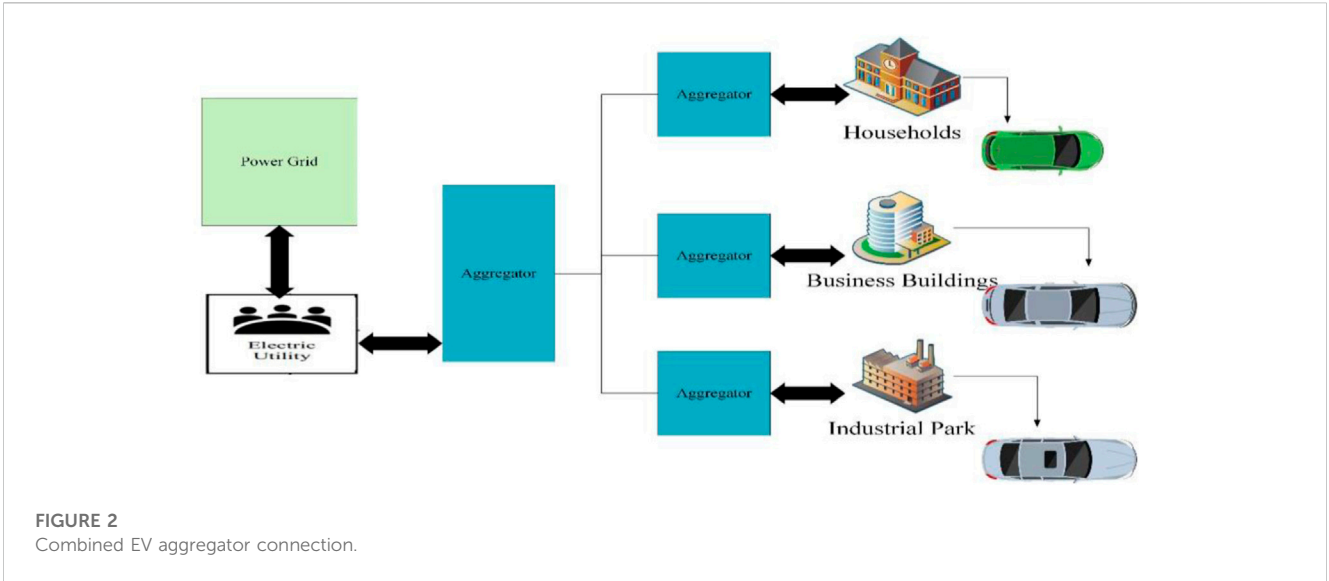 Power Grid
Electric
Utility
Aggregator
Aggregator
Households
Aggregator
Business Buildings
Aggregator
Industrial Park
FIGURE 2
Combined EV aggregator connection.